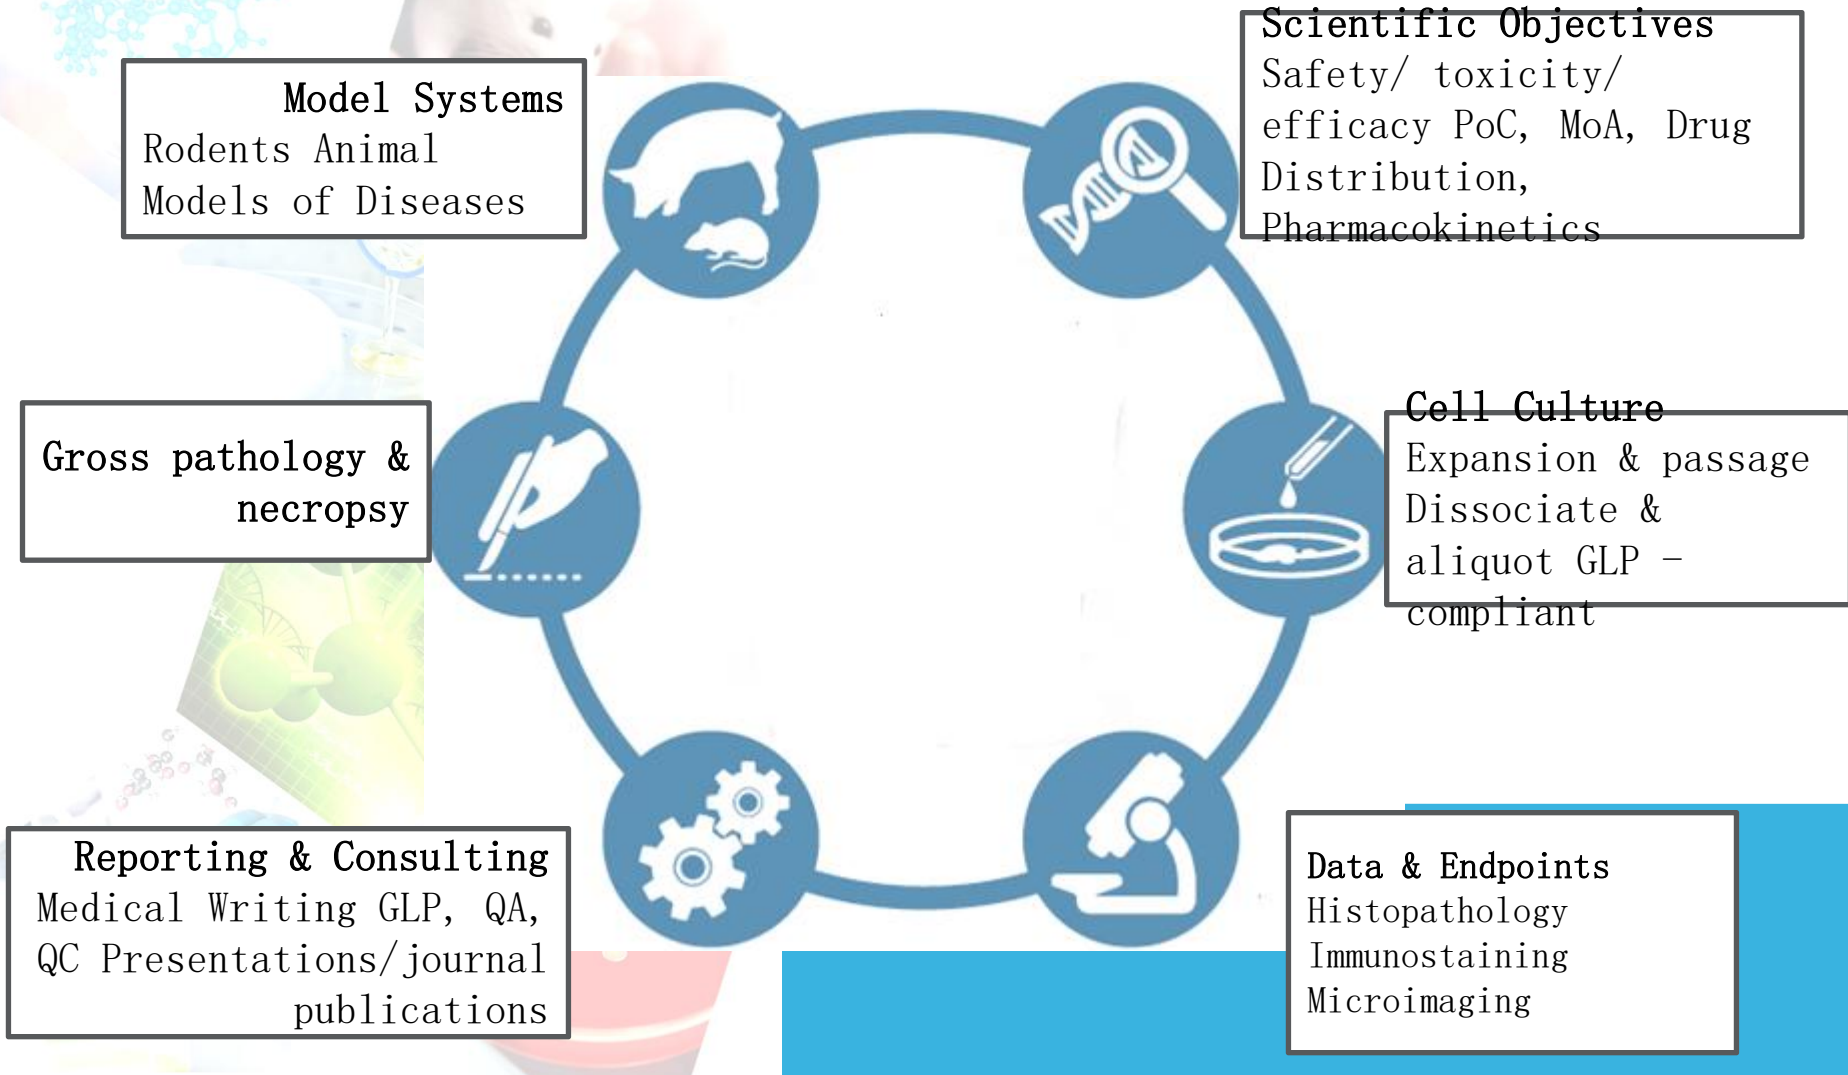 Model Systems
Rodents Animal
Models of Diseases
Scientific Objectives
Safety/ toxicity/
efficacy PoC, MoA, Drug
Distribution,
Pharmacokinetics
Gross pathology &
necropsy
Cell Culture
Expansion & passage
Dissociate &
aliquot GLP -
compliant
Reporting & Consulting
Medical Writing GLP, QA,
QC Presentations/journal
publications
Data & Endpoints
Histopathology
Immunostaining
Microimaging